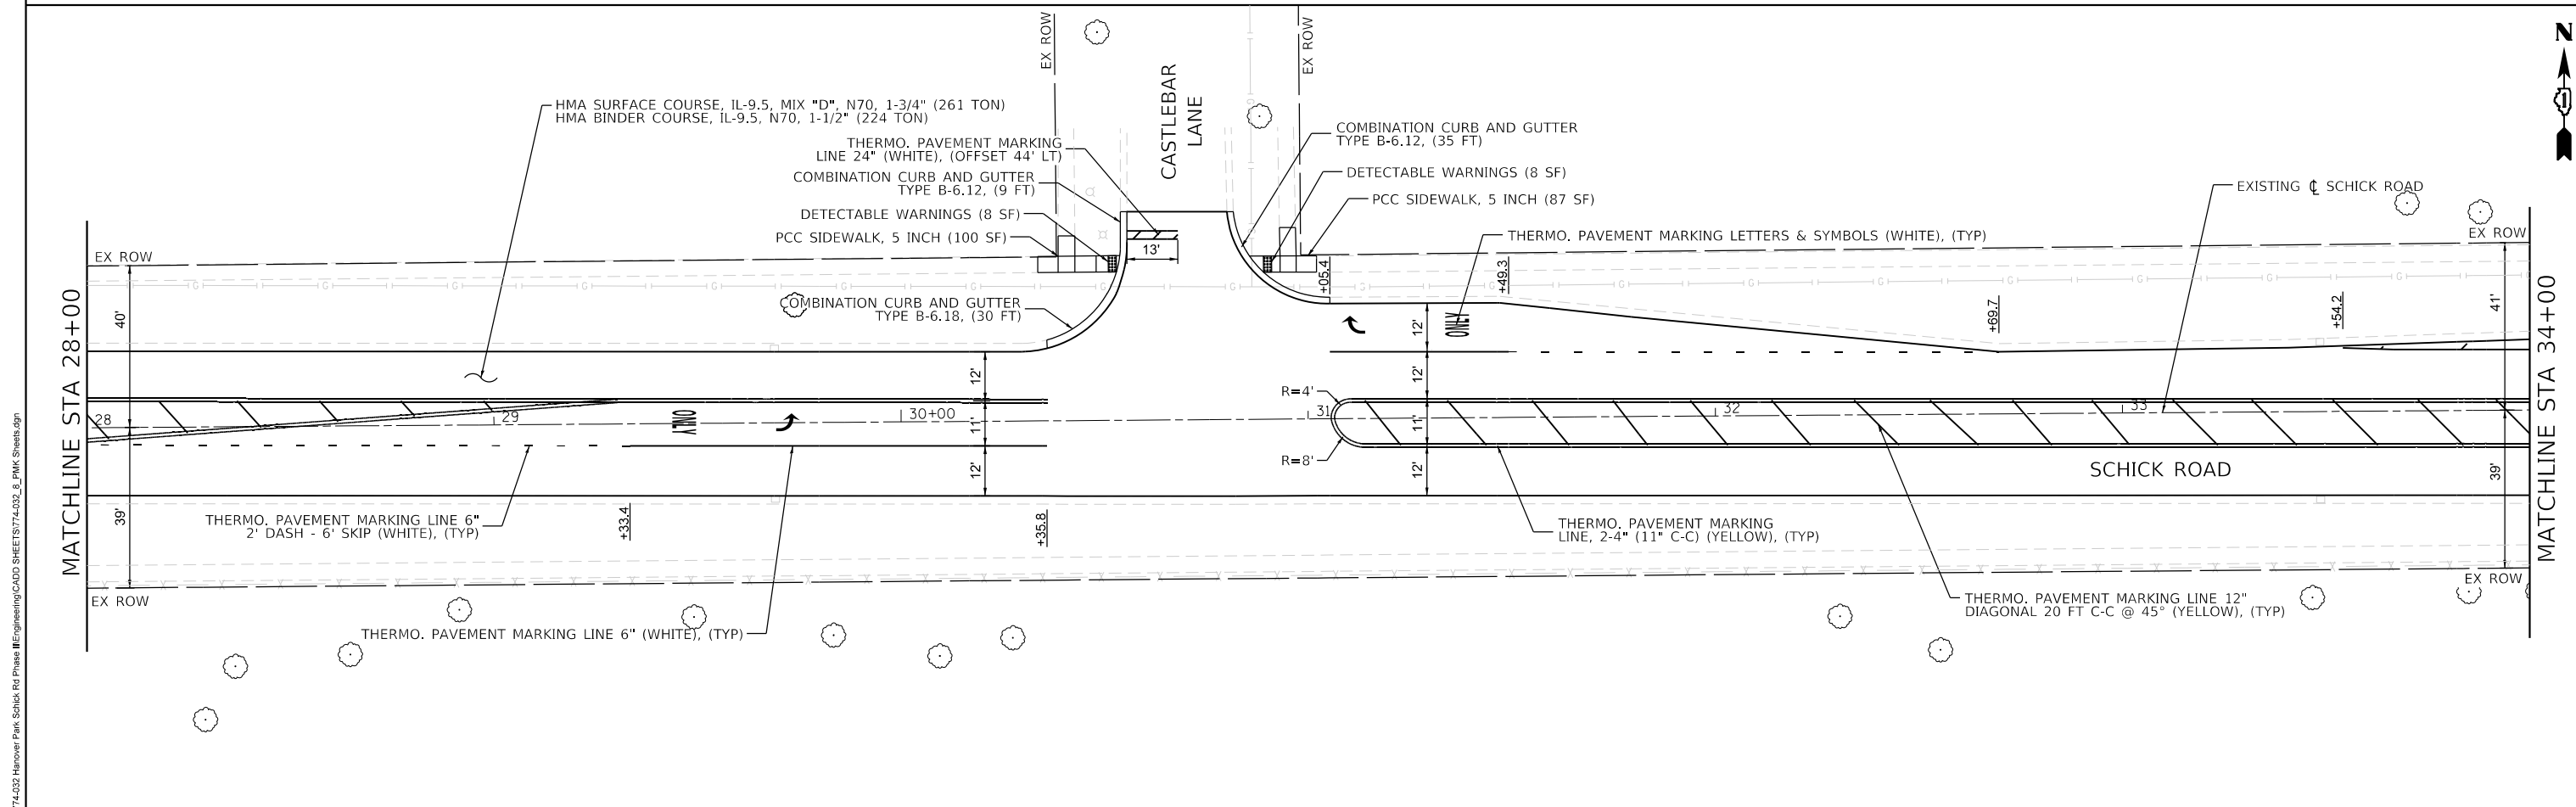 N
EX ROW
EX ROW
CASTLEBAR
LANE
HMA SURFACE COURSE, IL-9.5, MIX "D", N70, 1-3/4" (261 TON)
HMA BINDER COURSE, IL-9.5, N70, 1-1/2" (224 TON)
THERMO. PAVEMENT MARKING
LINE 24" (WHITE), (OFFSET 44' LT)
COMBINATION CURB AND GUTTER
TYPE B-6.12, (9 FT)
DETECTABLE WARNINGS (8 SF)
PCC SIDEWALK, 5 INCH (100 SF)
COMBINATION CURB AND GUTTER
TYPE B-6.18, (30 FT)
13'
COMBINATION CURB AND GUTTER
TYPE B-6.12, (35 FT)
DETECTABLE WARNINGS (8 SF)
PCC SIDEWALK, 5 INCH (87 SF)
THERMO. PAVEMENT MARKING LETTERS & SYMBOLS (WHITE), (TYP)
EXISTING ℄ SCHICK ROAD
EX ROW
EX ROW
MATCHLINE STA 28+00
40'
39'
+05.4
+49.3
+69.7
+54.2
41'
39'
MATCHLINE STA 34+00
12'
11'
12'
12'
12'
11'
12'
ONLY
ONLY
28
29
30+00
31
32
33
R=4'
R=8'
SCHICK ROAD
+33.4
+35.8
THERMO. PAVEMENT MARKING LINE 6"
2' DASH - 6' SKIP (WHITE), (TYP)
THERMO. PAVEMENT MARKING
LINE, 2-4" (11" C-C) (YELLOW), (TYP)
EX ROW
EX ROW
THERMO. PAVEMENT MARKING LINE 12"
DIAGONAL 20 FT C-C @ 45° (YELLOW), (TYP)
THERMO. PAVEMENT MARKING LINE 6" (WHITE), (TYP)